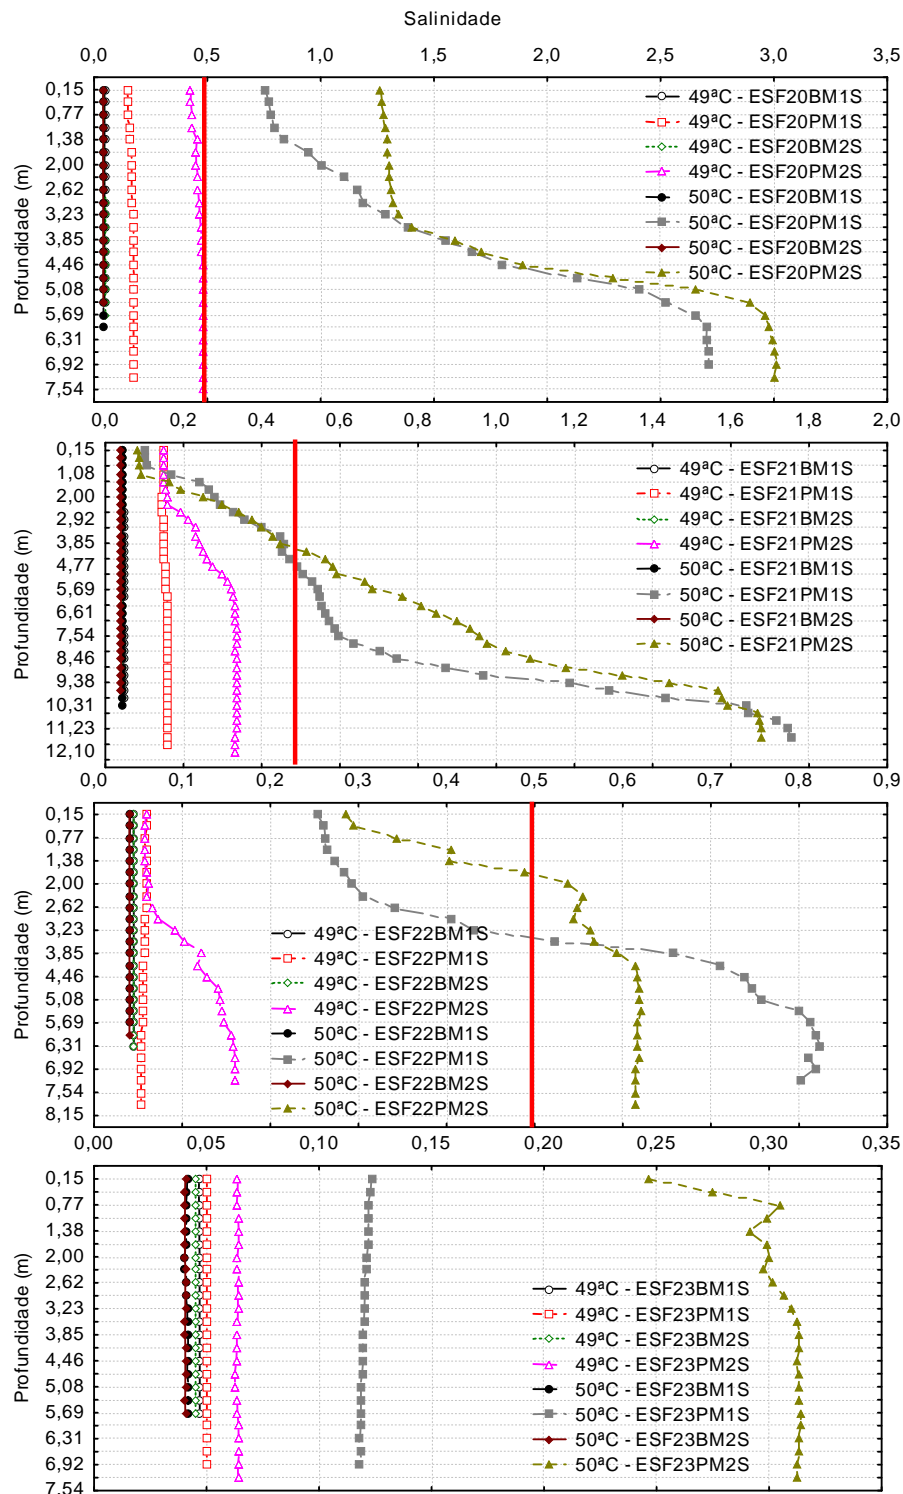 Salinidade
0,0 0,5 1,0 1,5 2,0 2,5 3,0 3,5
Profundidade (m)
0,15
0,77
1,38
2,00
2,62
3,23
3,85
4,46
5,08
5,69
6,31
6,92
7,54
49ªC - ESF20BM1S
49ªC - ESF20PM1S
49ªC - ESF20BM2S
49ªC - ESF20PM2S
50ªC - ESF20BM1S
50ªC - ESF20PM1S
50ªC - ESF20BM2S
50ªC - ESF20PM2S
0,0 0,2 0,4 0,6 0,8 1,0 1,2 1,4 1,6 1,8 2,0
Profundidade (m)
0,15
1,08
2,00
2,92
3,85
4,77
5,69
6,61
7,54
8,46
9,38
10,31
11,23
12,10
49ªC - ESF21BM1S
49ªC - ESF21PM1S
49ªC - ESF21BM2S
49ªC - ESF21PM2S
50ªC - ESF21BM1S
50ªC - ESF21PM1S
50ªC - ESF21BM2S
50ªC - ESF21PM2S
0,0 0,1 0,2 0,3 0,4 0,5 0,6 0,7 0,8 0,9
Profundidade (m)
0,15
0,77
1,38
2,00
2,62
3,23
3,85
4,46
5,08
5,69
6,31
6,92
7,54
8,15
49ªC - ESF22BM1S
49ªC - ESF22PM1S
49ªC - ESF22BM2S
49ªC - ESF22PM2S
50ªC - ESF22BM1S
50ªC - ESF22PM1S
50ªC - ESF22BM2S
50ªC - ESF22PM2S
0,00 0,05 0,10 0,15 0,20 0,25 0,30 0,35
Profundidade (m)
0,15
0,77
1,38
2,00
2,62
3,23
3,85
4,46
5,08
5,69
6,31
6,92
7,54
49ªC - ESF23BM1S
49ªC - ESF23PM1S
49ªC - ESF23BM2S
49ªC - ESF23PM2S
50ªC - ESF23BM1S
50ªC - ESF23PM1S
50ªC - ESF23BM2S
50ªC - ESF23PM2S